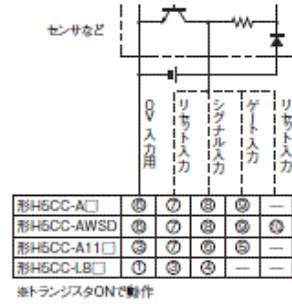 センサなど
0V入力用
リセット入力
シグナル入力
ゲート入力
リセット入力
形H5CC-A□ ⑥ ⑦ ⑧ ⑨ —
形H5CC-AWSD ⑥ ⑦ ⑧ ⑨ ⑩
形H5CC-A11□ ③ ⑦ ⑥ ⑤ —
形H5CC-LB□ ① ③ ④ — —
※トランジスタONで動作